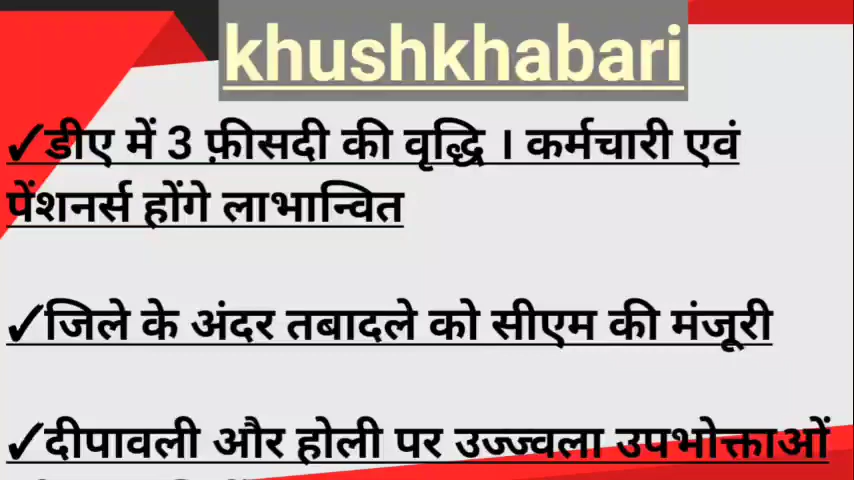 khushkhabari
✓डीए में 3 फ़ीसदी की वृद्धि । कर्मचारी एवं
पेंशनर्स होंगे लाभान्वित
✓जिले के अंदर तबादले को सीएम की मंजूरी
✓दीपावली और होली पर उज्ज्वला उपभोक्ताओं